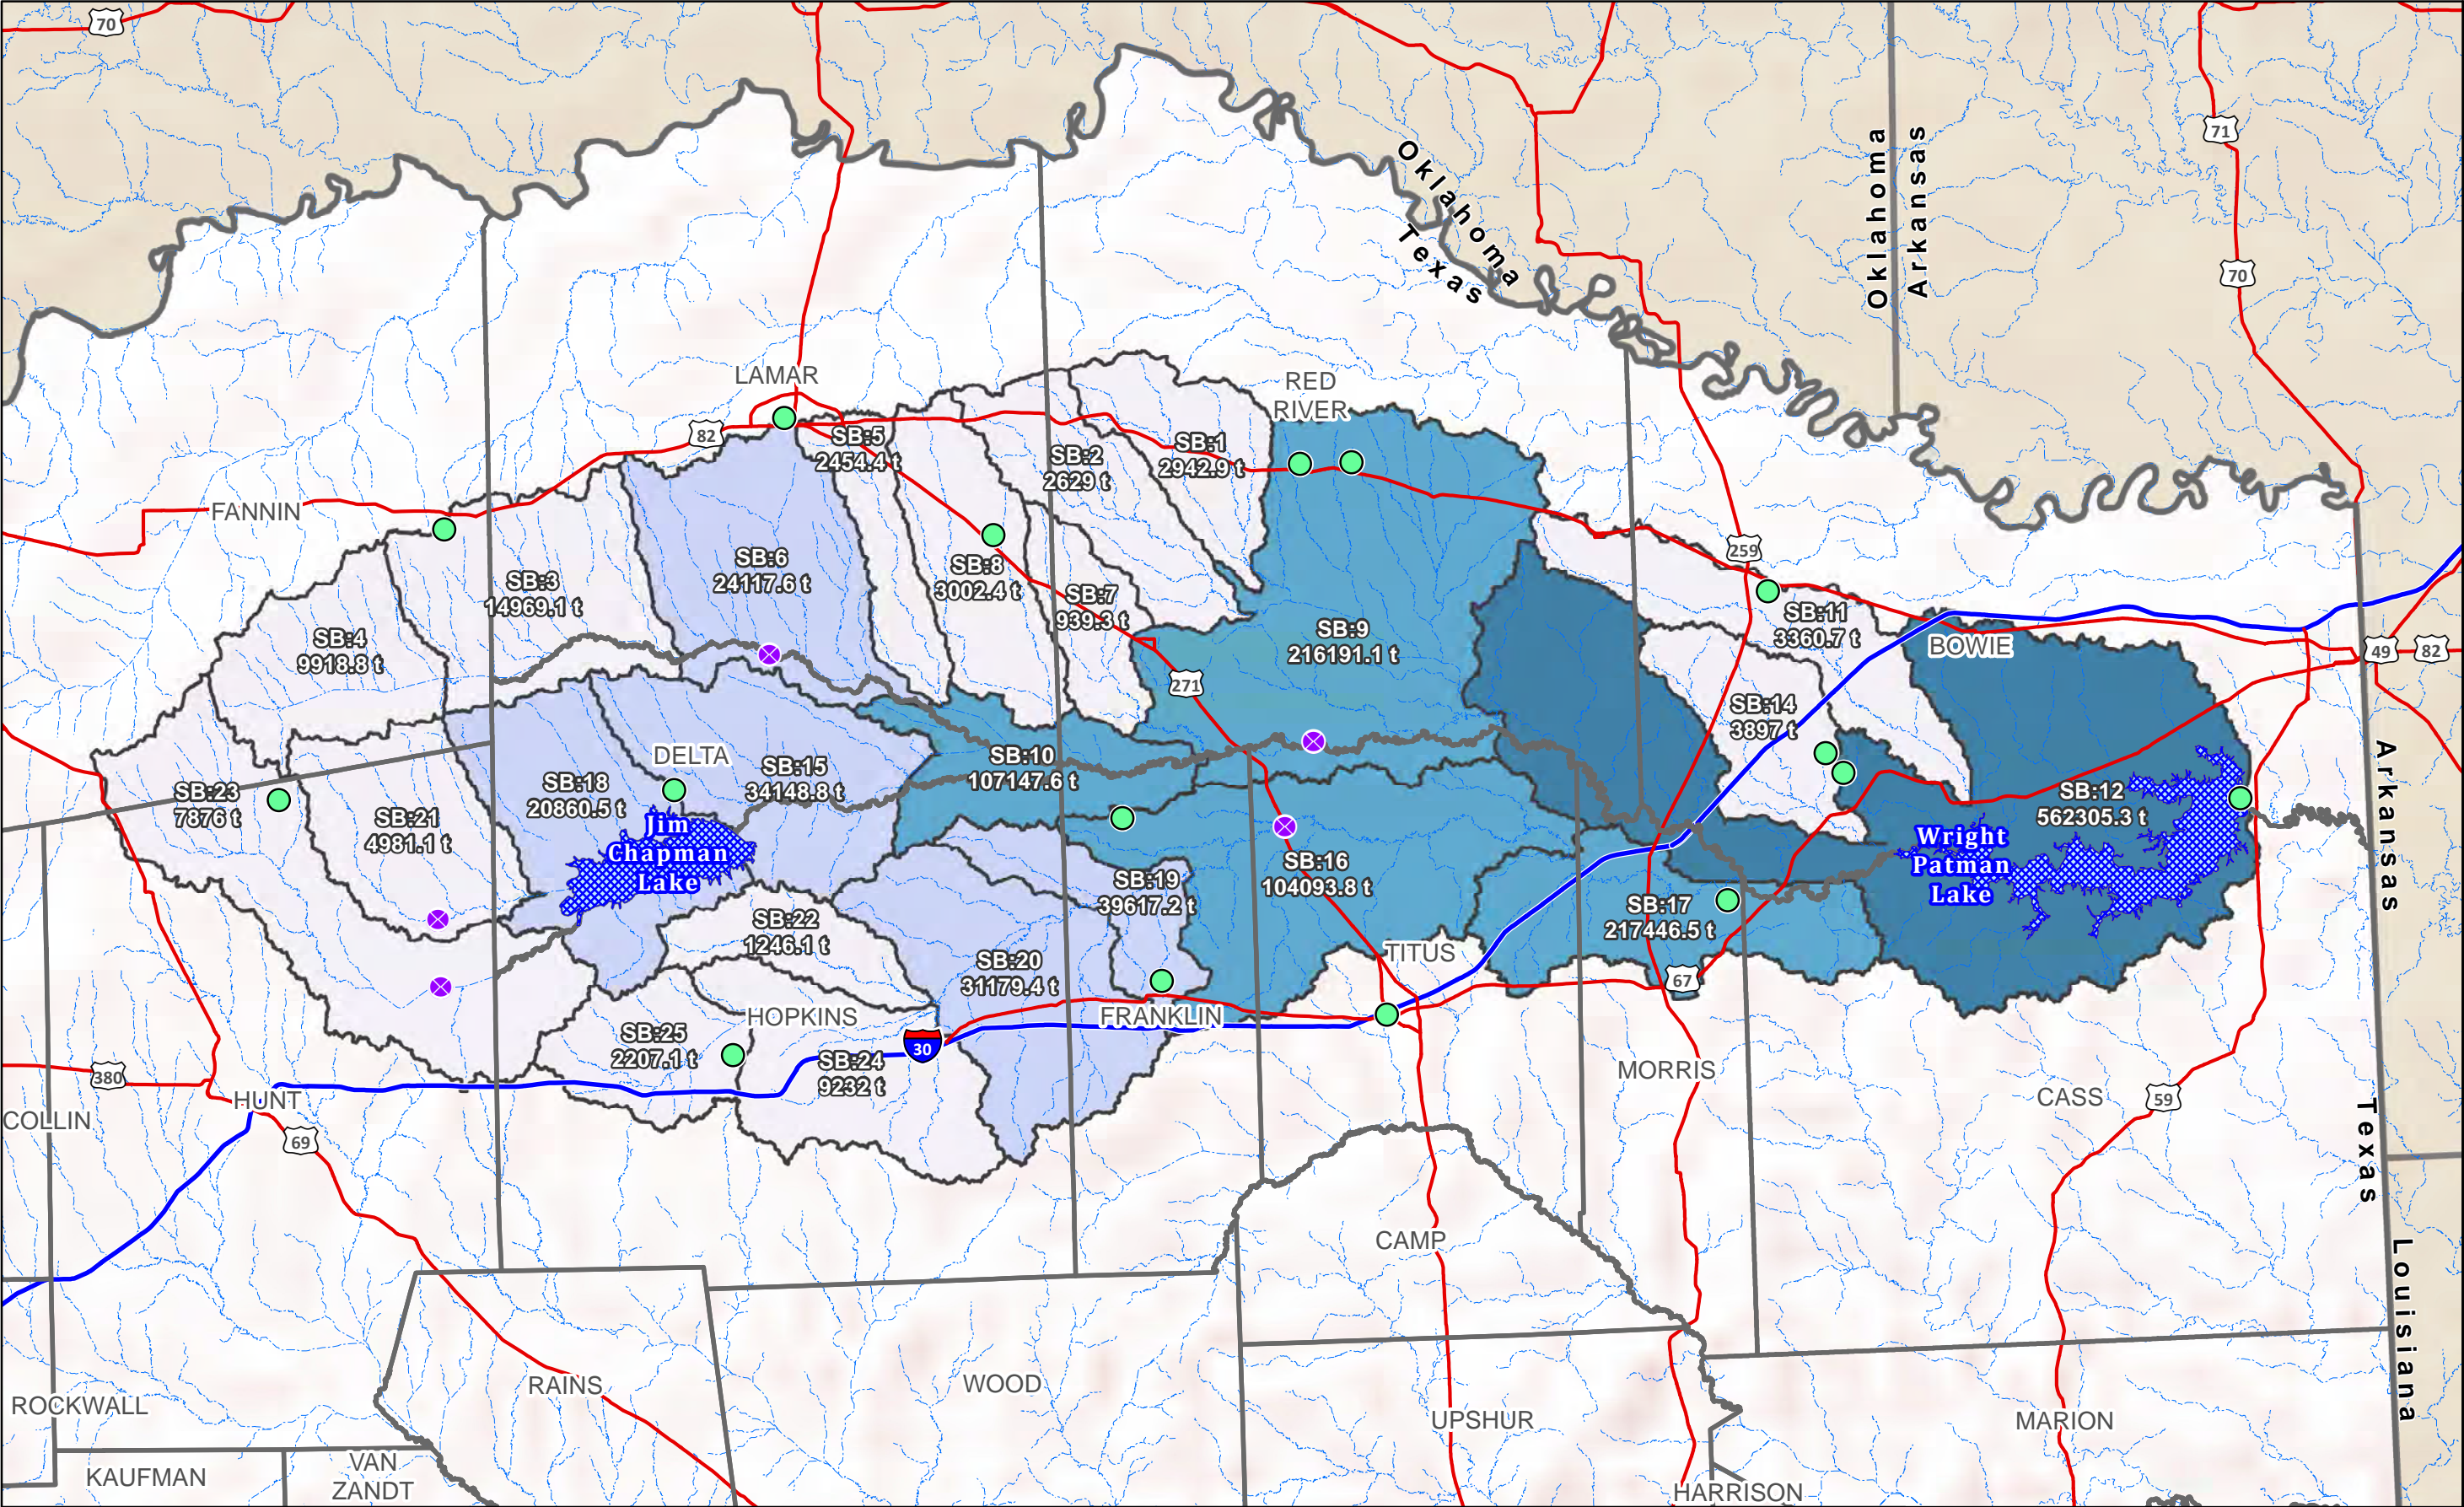 70
71
70
Oklahoma
Texas
Oklahoma
Arkansas
LAMAR
RED
RIVER
82
SB:5
2454.4 t
SB:2
2629 t
SB:1
2942.9 t
FANNIN
259
SB:6
24117.6 t
SB:3
14969.1 t
SB:8
3002.4 t
SB:7
939.3 t
SB:4
9918.8 t
SB:9
216191.1 t
SB:11
3360.7 t
BOWIE
49
82
271
SB:14
3897 t
DELTA
SB:10
107147.6 t
SB:15
34148.8 t
SB:18
20860.5 t
SB:23
7876 t
SB:21
4981.1 t
Jim
Chapman
Lake
SB:12
562305.3 t
Wright
Patman
Lake
Arkansas
SB:16
104093.8 t
SB:19
39617.2 t
SB:17
217446.5 t
SB:22
1246.1 t
TITUS
SB:20
31179.4 t
67
HOPKINS
FRANKLIN
SB:25
2207.1 t
30
SB:24
9232 t
380
HUNT
MORRIS
CASS
59
COLLIN
69
Texas
CAMP
Louisiana
RAINS
WOOD
ROCKWALL
UPSHUR
MARION
VAN
ZANDT
KAUFMAN
HARRISON